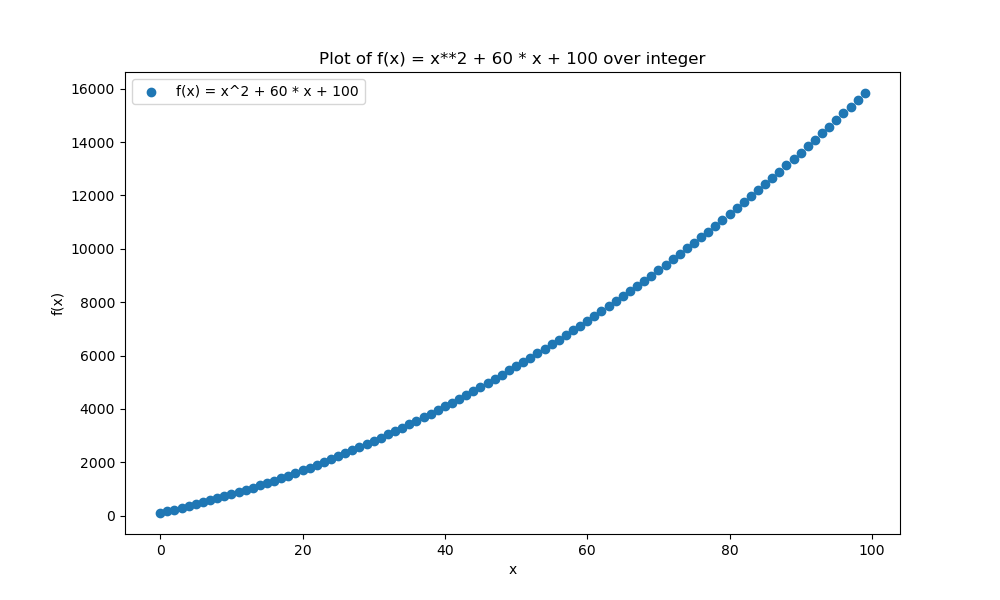 Plot of f(x) = x**2 + 60 * x + 100 over integer
f(x) = x^2 + 60 * x + 100
16000
14000
12000
10000
8000
6000
4000
2000
0
f(x)
0 20 40 60 80 100
x